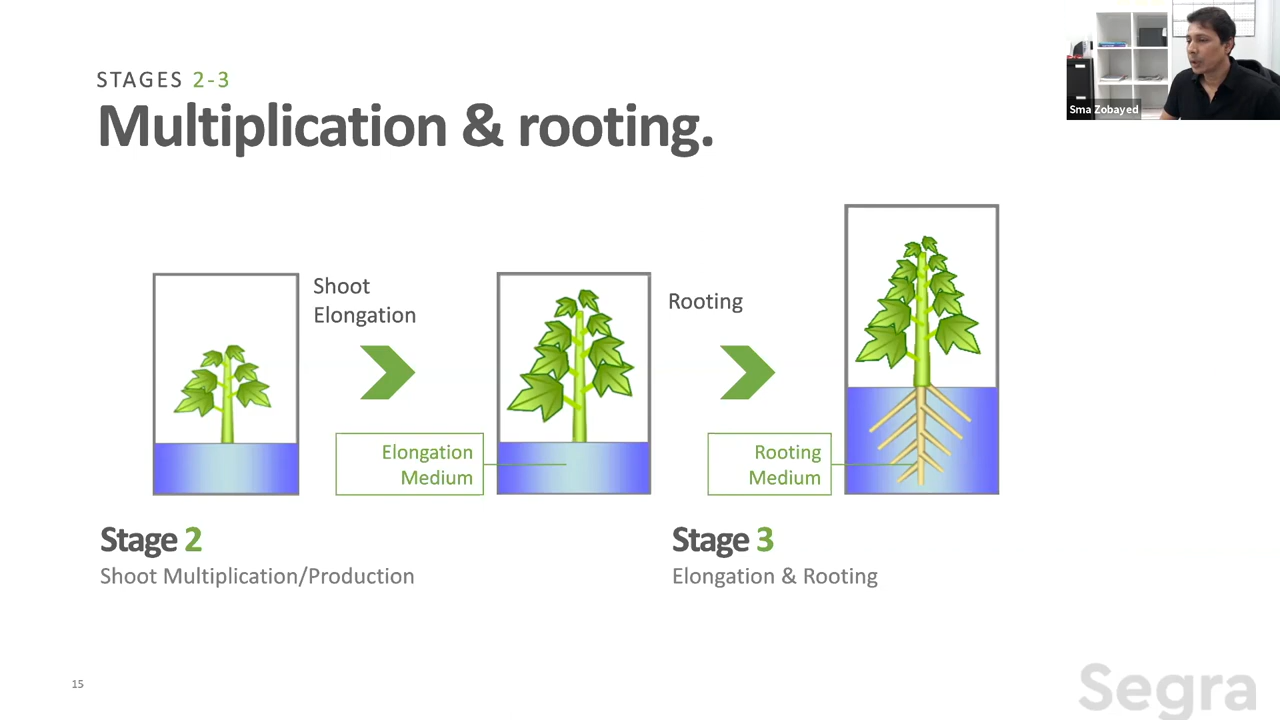 STAGES 2-3
Multiplication & rooting.
Sma Zobayed
Shoot
Elongation
Rooting
Elongation
Medium
Rooting
Medium
Stage 2
Shoot Multiplication/Production
Stage 3
Elongation & Rooting
15
Segra